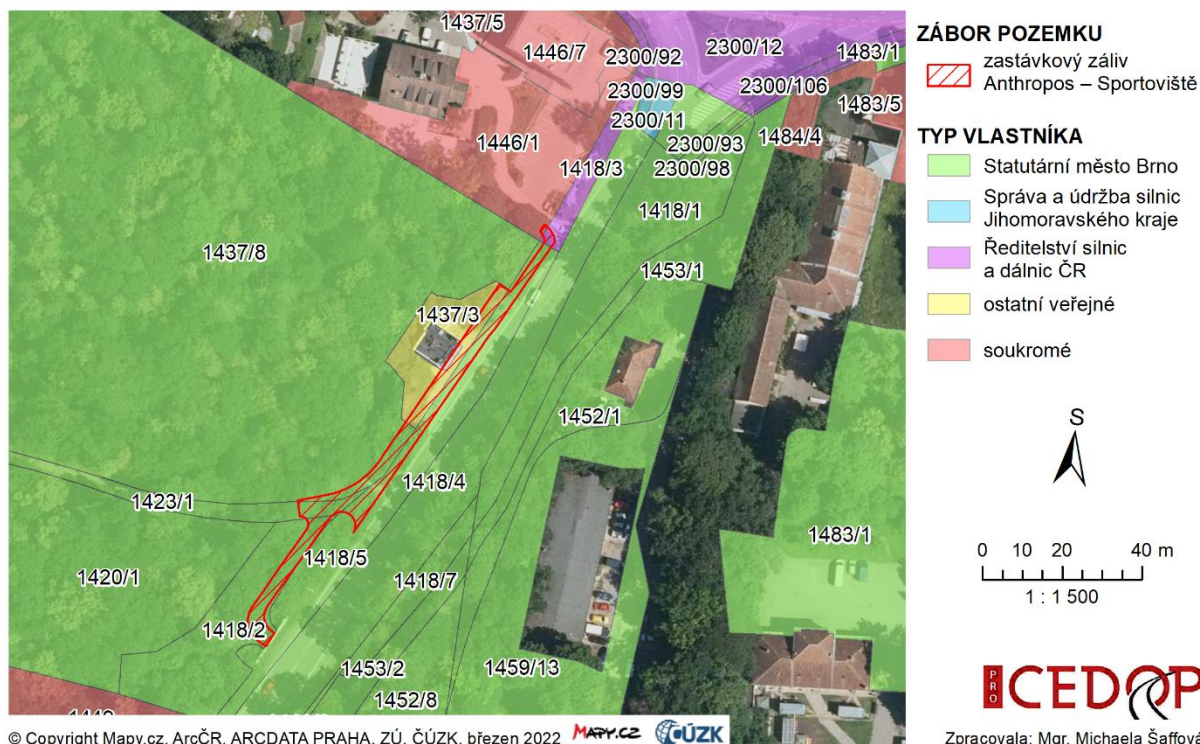 1437/5
1446/7
2300/92
2300/12
1483/1
2300/99
2300/106
1483/5
2300/11
1484/4
2300/93
1446/1
1418/3
2300/98
1418/1
1437/8
1453/1
1437/3
1452/1
1418/4
1423/1
1418/5
1483/1
1420/1
1418/7
1418/2
1453/2
1459/13
1452/8
ZÁBOR POZEMKU
zastávkový záliv
Anthropos – Sportoviště
TYP VLASTNÍKA
Statutární město Brno
Správa a údržba silnic
Jihomoravského kraje
Ředitelství silnic
a dálnic ČR
ostatní veřejné
soukromé
S
0 10 20 40 m
1 : 1 500
PRO CEDOP
Zpracovala: Mgr. Michaela Šaffová
© Copyright Mapy.cz, ArcČR, ARCDATA PRAHA, ZÚ, ČÚZK, březen 2022 MAPY.CZ ČÚZK